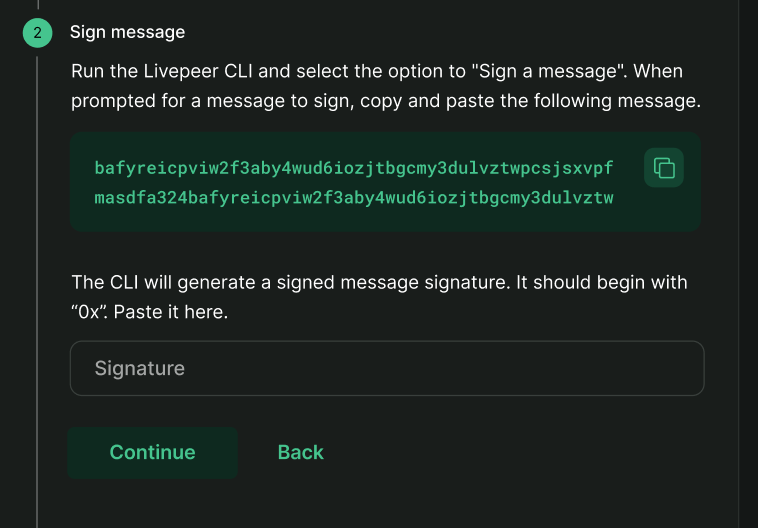 2
Sign message
Run the Livepeer CLI and select the option to "Sign a message". When
prompted for a message to sign, copy and paste the following message.
bafyreicpviw2f3aby4wud6iozjtbgcmy3dulvztwpcsjsxvpf
masdfa324bafyreicpviw2f3aby4wud6iozjtbgcmy3dulvztw
The CLI will generate a signed message signature. It should begin with
“0x”. Paste it here.
Signature
Continue
Back